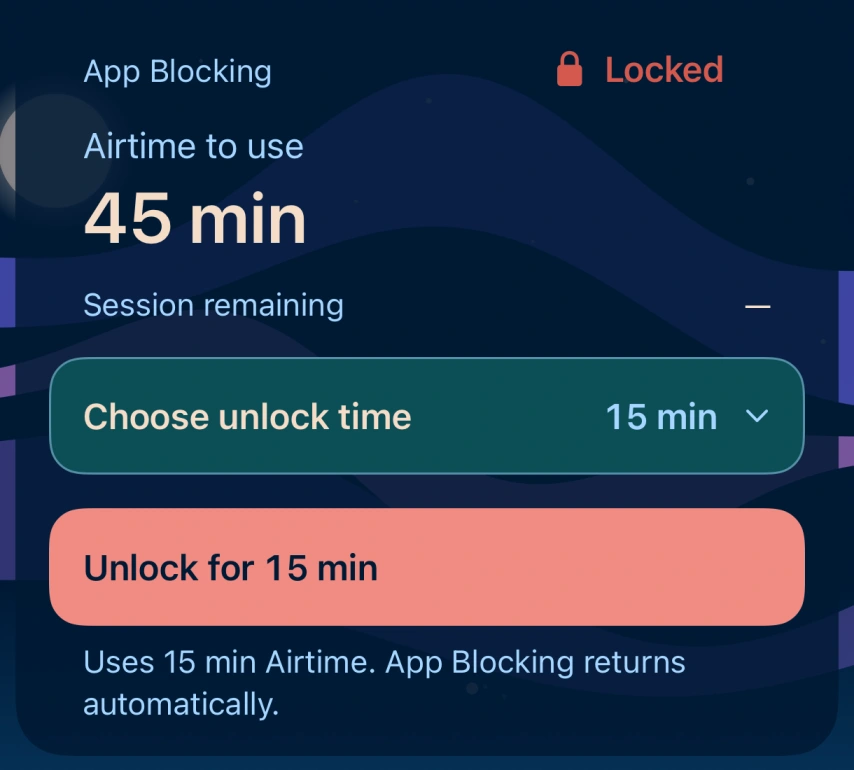 App Blocking
Locked
Airtime to use
45 min
Session remaining
—
Choose unlock time
15 min
Unlock for 15 min
Uses 15 min Airtime. App Blocking returns
automatically.